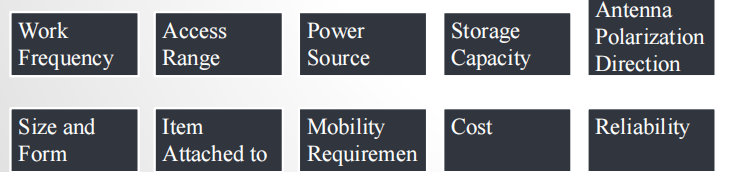 Work
Frequency
Access
Range
Power
Source
Storage
Capacity
Antenna
Polarization
Direction
Size and
Form
Item
Attached to
Mobility
Requiremen
Cost
Reliability